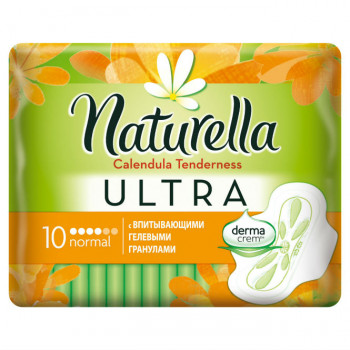 Naturella
Calendula Tenderness
ULTRA
10 normal
с ВПИТЫВАЮЩИМИ
ГЕЛЕВЫМИ
ГРАНУЛАМИ
derma
crem